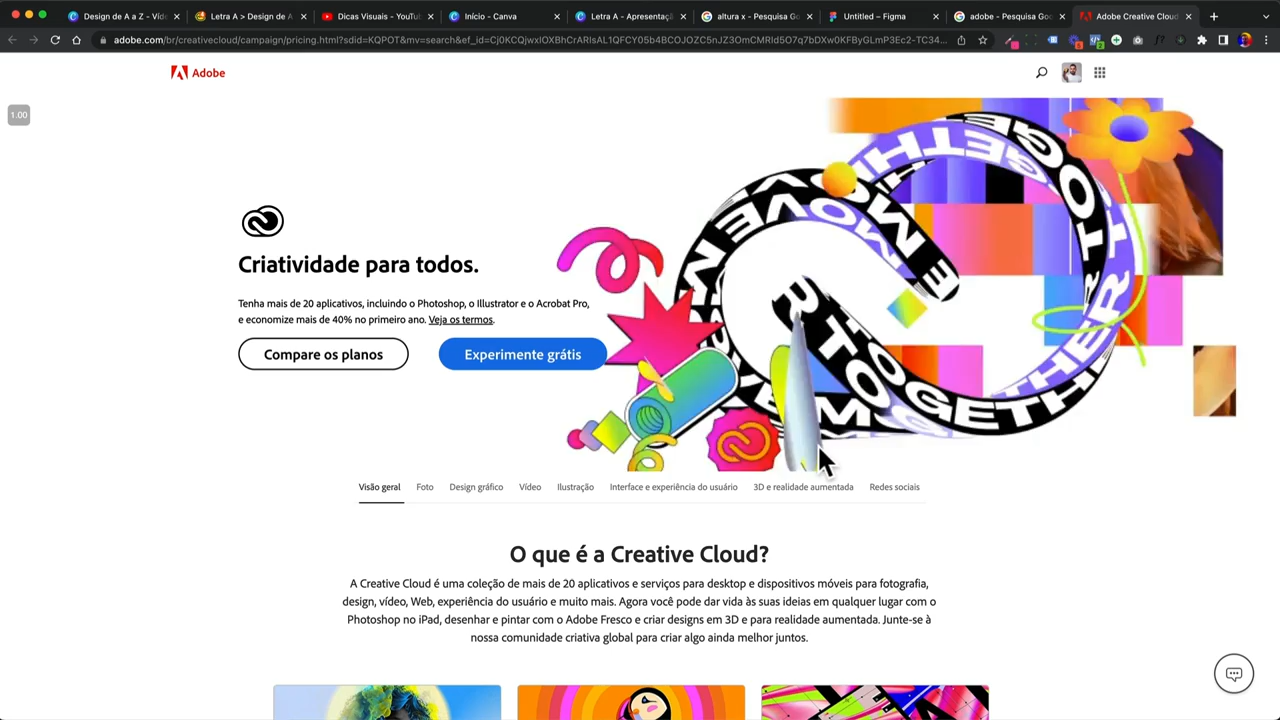 Design de A a Z - Víd
Letra A > Design de A
Dicas Visuais - YouTu
Início - Canva
Letra A - Apresentaç
altura x - Pesquisa Go
Untitled – Figma
adobe - Pesquisa Goo
Adobe Creative Cloud
adobe.com/br/creativecloud/campaign/pricing.html?sdid=KQPOT&mv=search&ef_id=Cj0KCQjwxIOXBhCrARIsAL1QFCY05b4BCOJOZC5nJZ3OmCMRId5O7q7bDXw0KFByGLmP3Ec2-TC34...
Adobe
1.00
Criatividade para todos.
Tenha mais de 20 aplicativos, incluindo o Photoshop, o Illustrator e o Acrobat Pro,
e economize mais de 40% no primeiro ano. Veja os termos.
Compare os planos
Experimente grátis
TOGETHER
Visão geral
Foto
Design gráfico
Vídeo
Ilustração
Interface e experiência do usuário
3D e realidade aumentada
Redes sociais
O que é a Creative Cloud?
A Creative Cloud é uma coleção de mais de 20 aplicativos e serviços para desktop e dispositivos móveis para fotografia,
design, vídeo, Web, experiência do usuário e muito mais. Agora você pode dar vida às suas ideias em qualquer lugar com o
Photoshop no iPad, desenhar e pintar com o Adobe Fresco e criar designs em 3D e para realidade aumentada. Junte-se à
nossa comunidade criativa global para criar algo ainda melhor juntos.